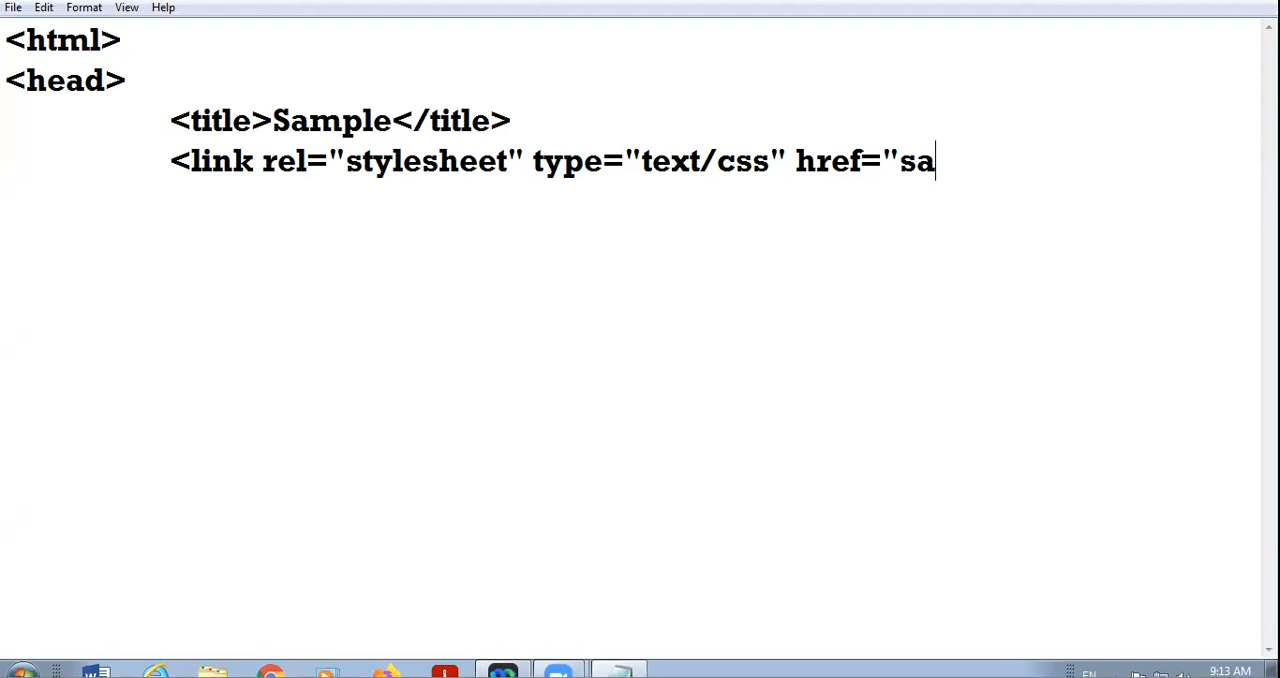 File Edit Format View Help
<html>
<head>
<title>Sample</title>
<link rel="stylesheet" type="text/css" href="sa
EN
9:13 AM